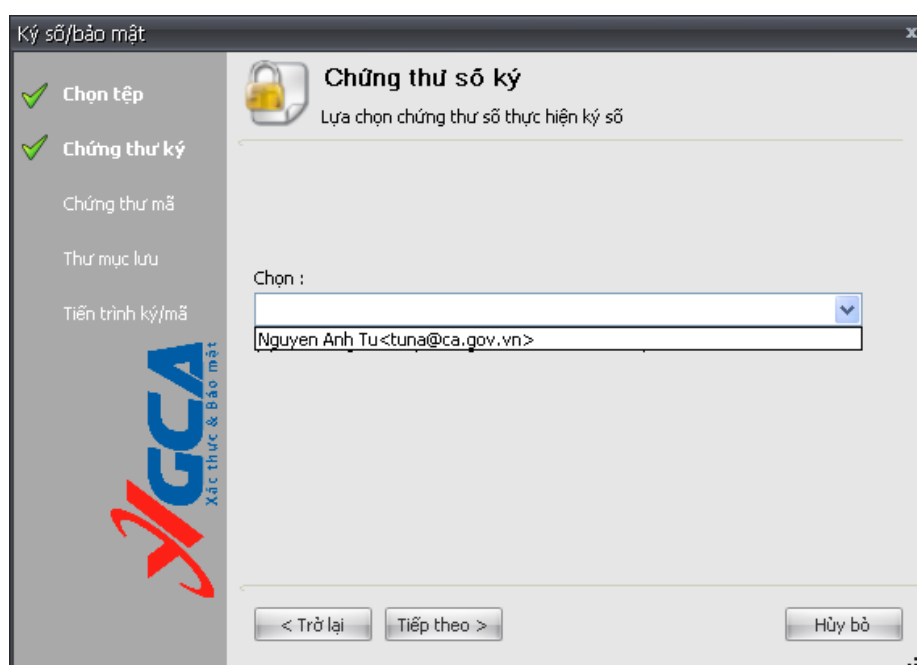 Ký số/bảo mật
x
Chọn tệp
Chứng thư ký
Chứng thư mã
Thư mục lưu
Tiến trình ký/mã
GCA
Xác thực & Bảo mật
Chứng thư số ký
Lựa chọn chứng thư số thực hiện ký số
Chọn :
Nguyen Anh Tu<tuna@ca.gov.vn>
< Trở lại
Tiếp theo >
Hủy bỏ